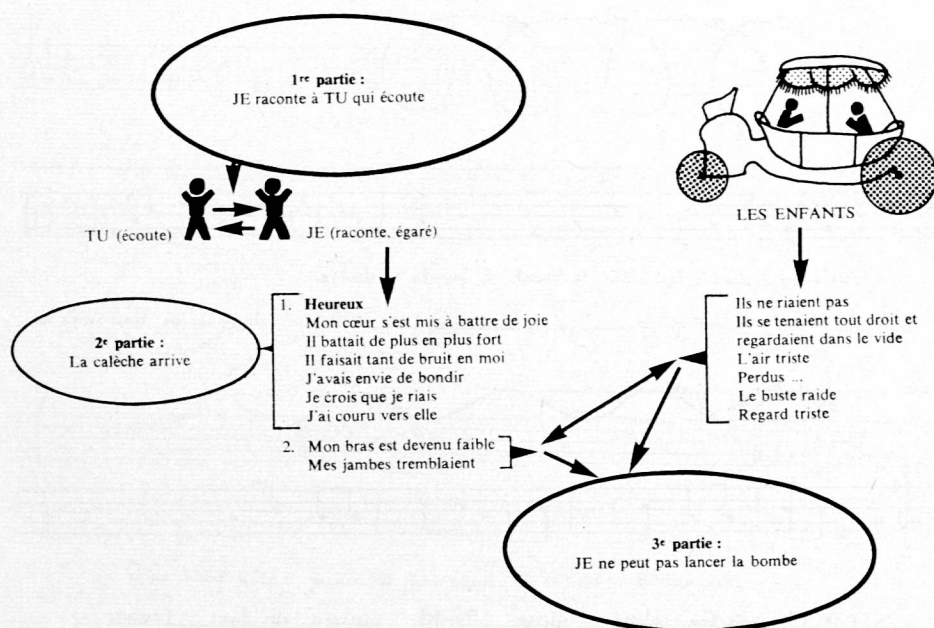 1re partie :
JE raconte à TU qui écoute
LES ENFANTS
TU (écoute)
JE (raconte, égaré)
2e partie :
La calèche arrive
1. Heureux
Mon cœur s'est mis à battre de joie
Il battait de plus en plus fort
Il faisait tant de bruit en moi
J'avais envie de bondir
Je crois que je riais
J'ai couru vers elle
2. Mon bras est devenu faible
Mes jambes tremblaient
Ils ne riaient pas
Ils se tenaient tout droit et
regardaient dans le vide
L'air triste
Perdus ...
Le buste raide
Regard triste
3e partie :
JE ne peut pas lancer la bombe